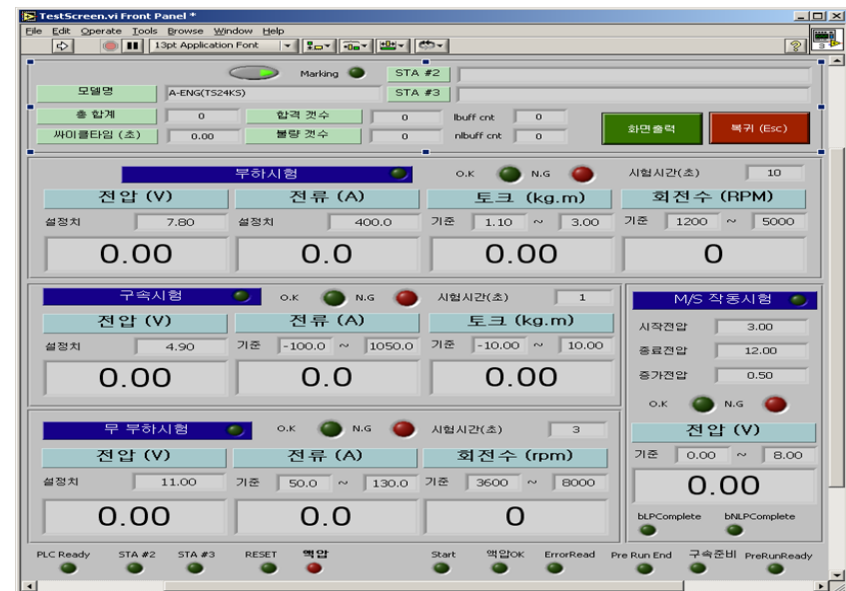 TestScreen.vi Front Panel *
File Edit Operate Tools Browse Window Help
13pt Application Font
Marking STA #2
모델명 A-ENG(TS24KS) STA #3
총 합계 0 합격 갯수 0 lbuff cnt 0
싸이클타임 (초) 0.00 불량 갯수 0 nlbuff cnt 0
화면출력 복귀 (Esc)
부하시험 O.K N.G 시험시간(초) 10
전압 (V) 전류 (A) 토크 (kg.m) 회전수 (RPM)
설정치 7.80 설정치 400.0 기준 1.10 ~ 3.00 기준 1200 ~ 5000
0.00 0.0 0.00 0
구속시험 O.K N.G 시험시간(초) 1
전압 (V) 전류 (A) 토크 (kg.m)
설정치 4.90 기준 -100.0 ~ 1050.0 기준 -10.00 ~ 10.00
0.00 0.0 0.00
무 부하시험 O.K N.G 시험시간(초) 3
전압 (V) 전류 (A) 회전수 (rpm)
설정치 11.00 기준 50.0 ~ 130.0 기준 3600 ~ 8000
0.00 0.0 0
M/S 작동시험
시작전압 3.00
종료전압 12.00
증가전압 0.50
O.K N.G
전압 (V)
기준 0.00 ~ 8.00
0.00
bLPComplete bNLPComplete
PLC Ready STA #2 STA #3 RESET 역압 Start 역압OK ErrorRead Pre Run End 구속준비 PreRunReady